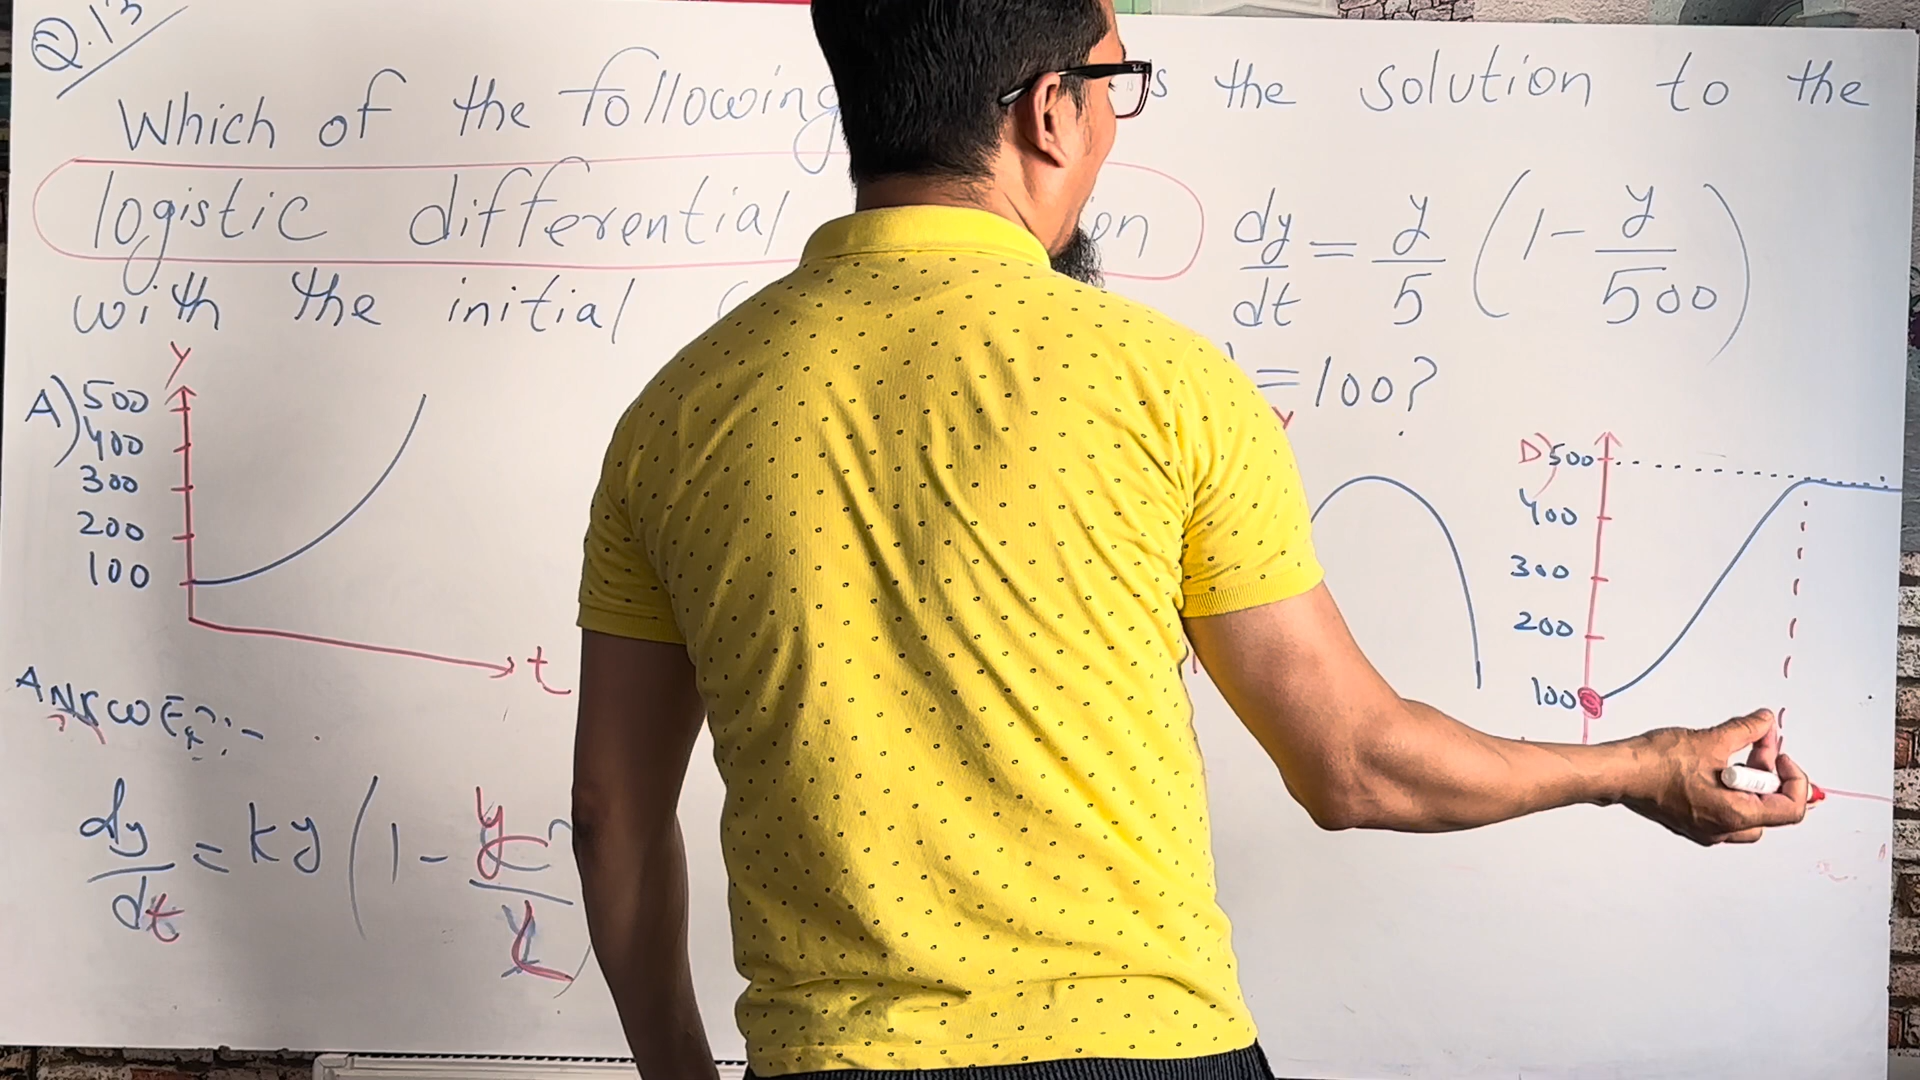 Q.13
Which of the following s the solution to the
logistic differential on dy/dt = y/5 (1 - y/500)
with the initial = 100?
A) Y
500
400
300
200
100
t
Y
D) 500
400
300
200
100
ANSWER:-
dy/dt = ky (1 - y/L